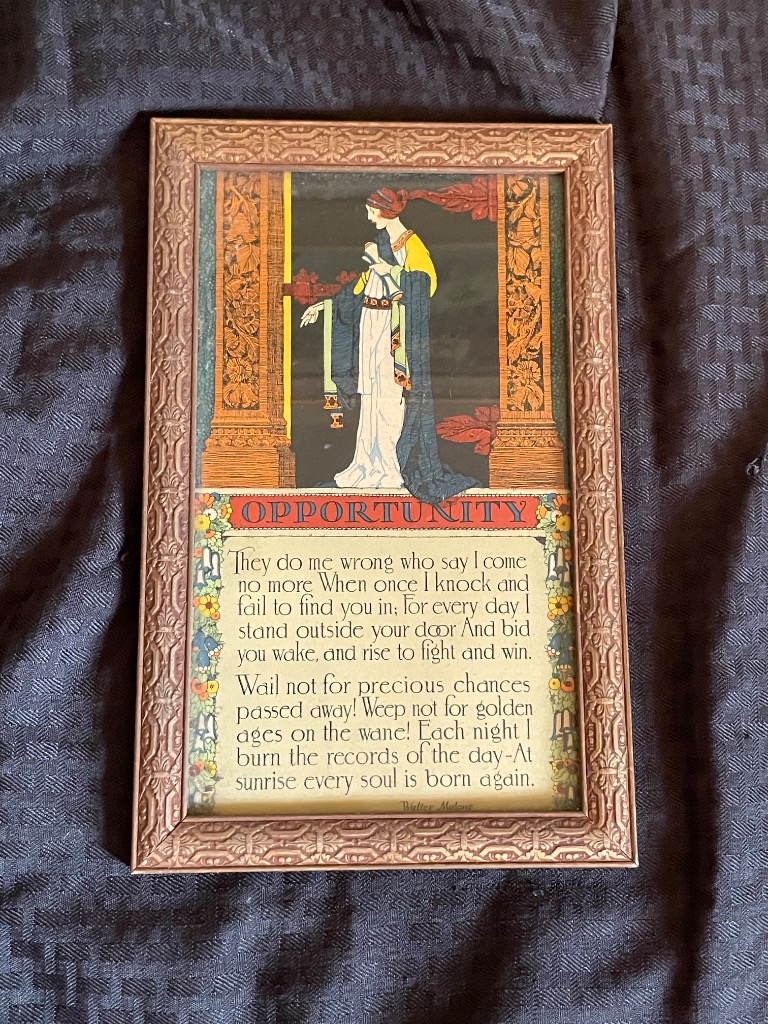 OPPORTUNITY
They do me wrong who say I come
no more When once I knock and
fail to find you in; For every day I
stand outside your door And bid
you wake, and rise to fight and win.
Wail not for precious chances
passed away! Weep not for golden
ages on the wane! Each night I
burn the records of the day-At
sunrise every soul is born again.
Walter Malone